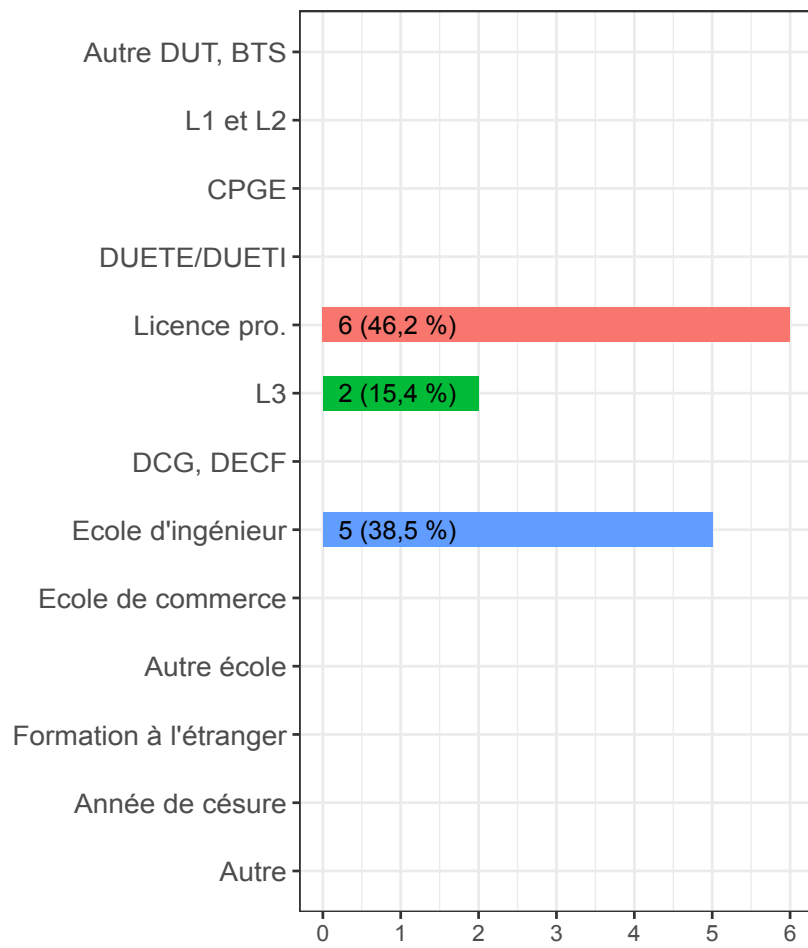 Autre DUT, BTS
L1 et L2
CPGE
DUETE/DUETI
Licence pro.
6 (46,2 %)
L3
2 (15,4 %)
DCG, DECF
Ecole d'ingénieur
5 (38,5 %)
Ecole de commerce
Autre école
Formation à l'étranger
Année de césure
Autre
0 1 2 3 4 5 6